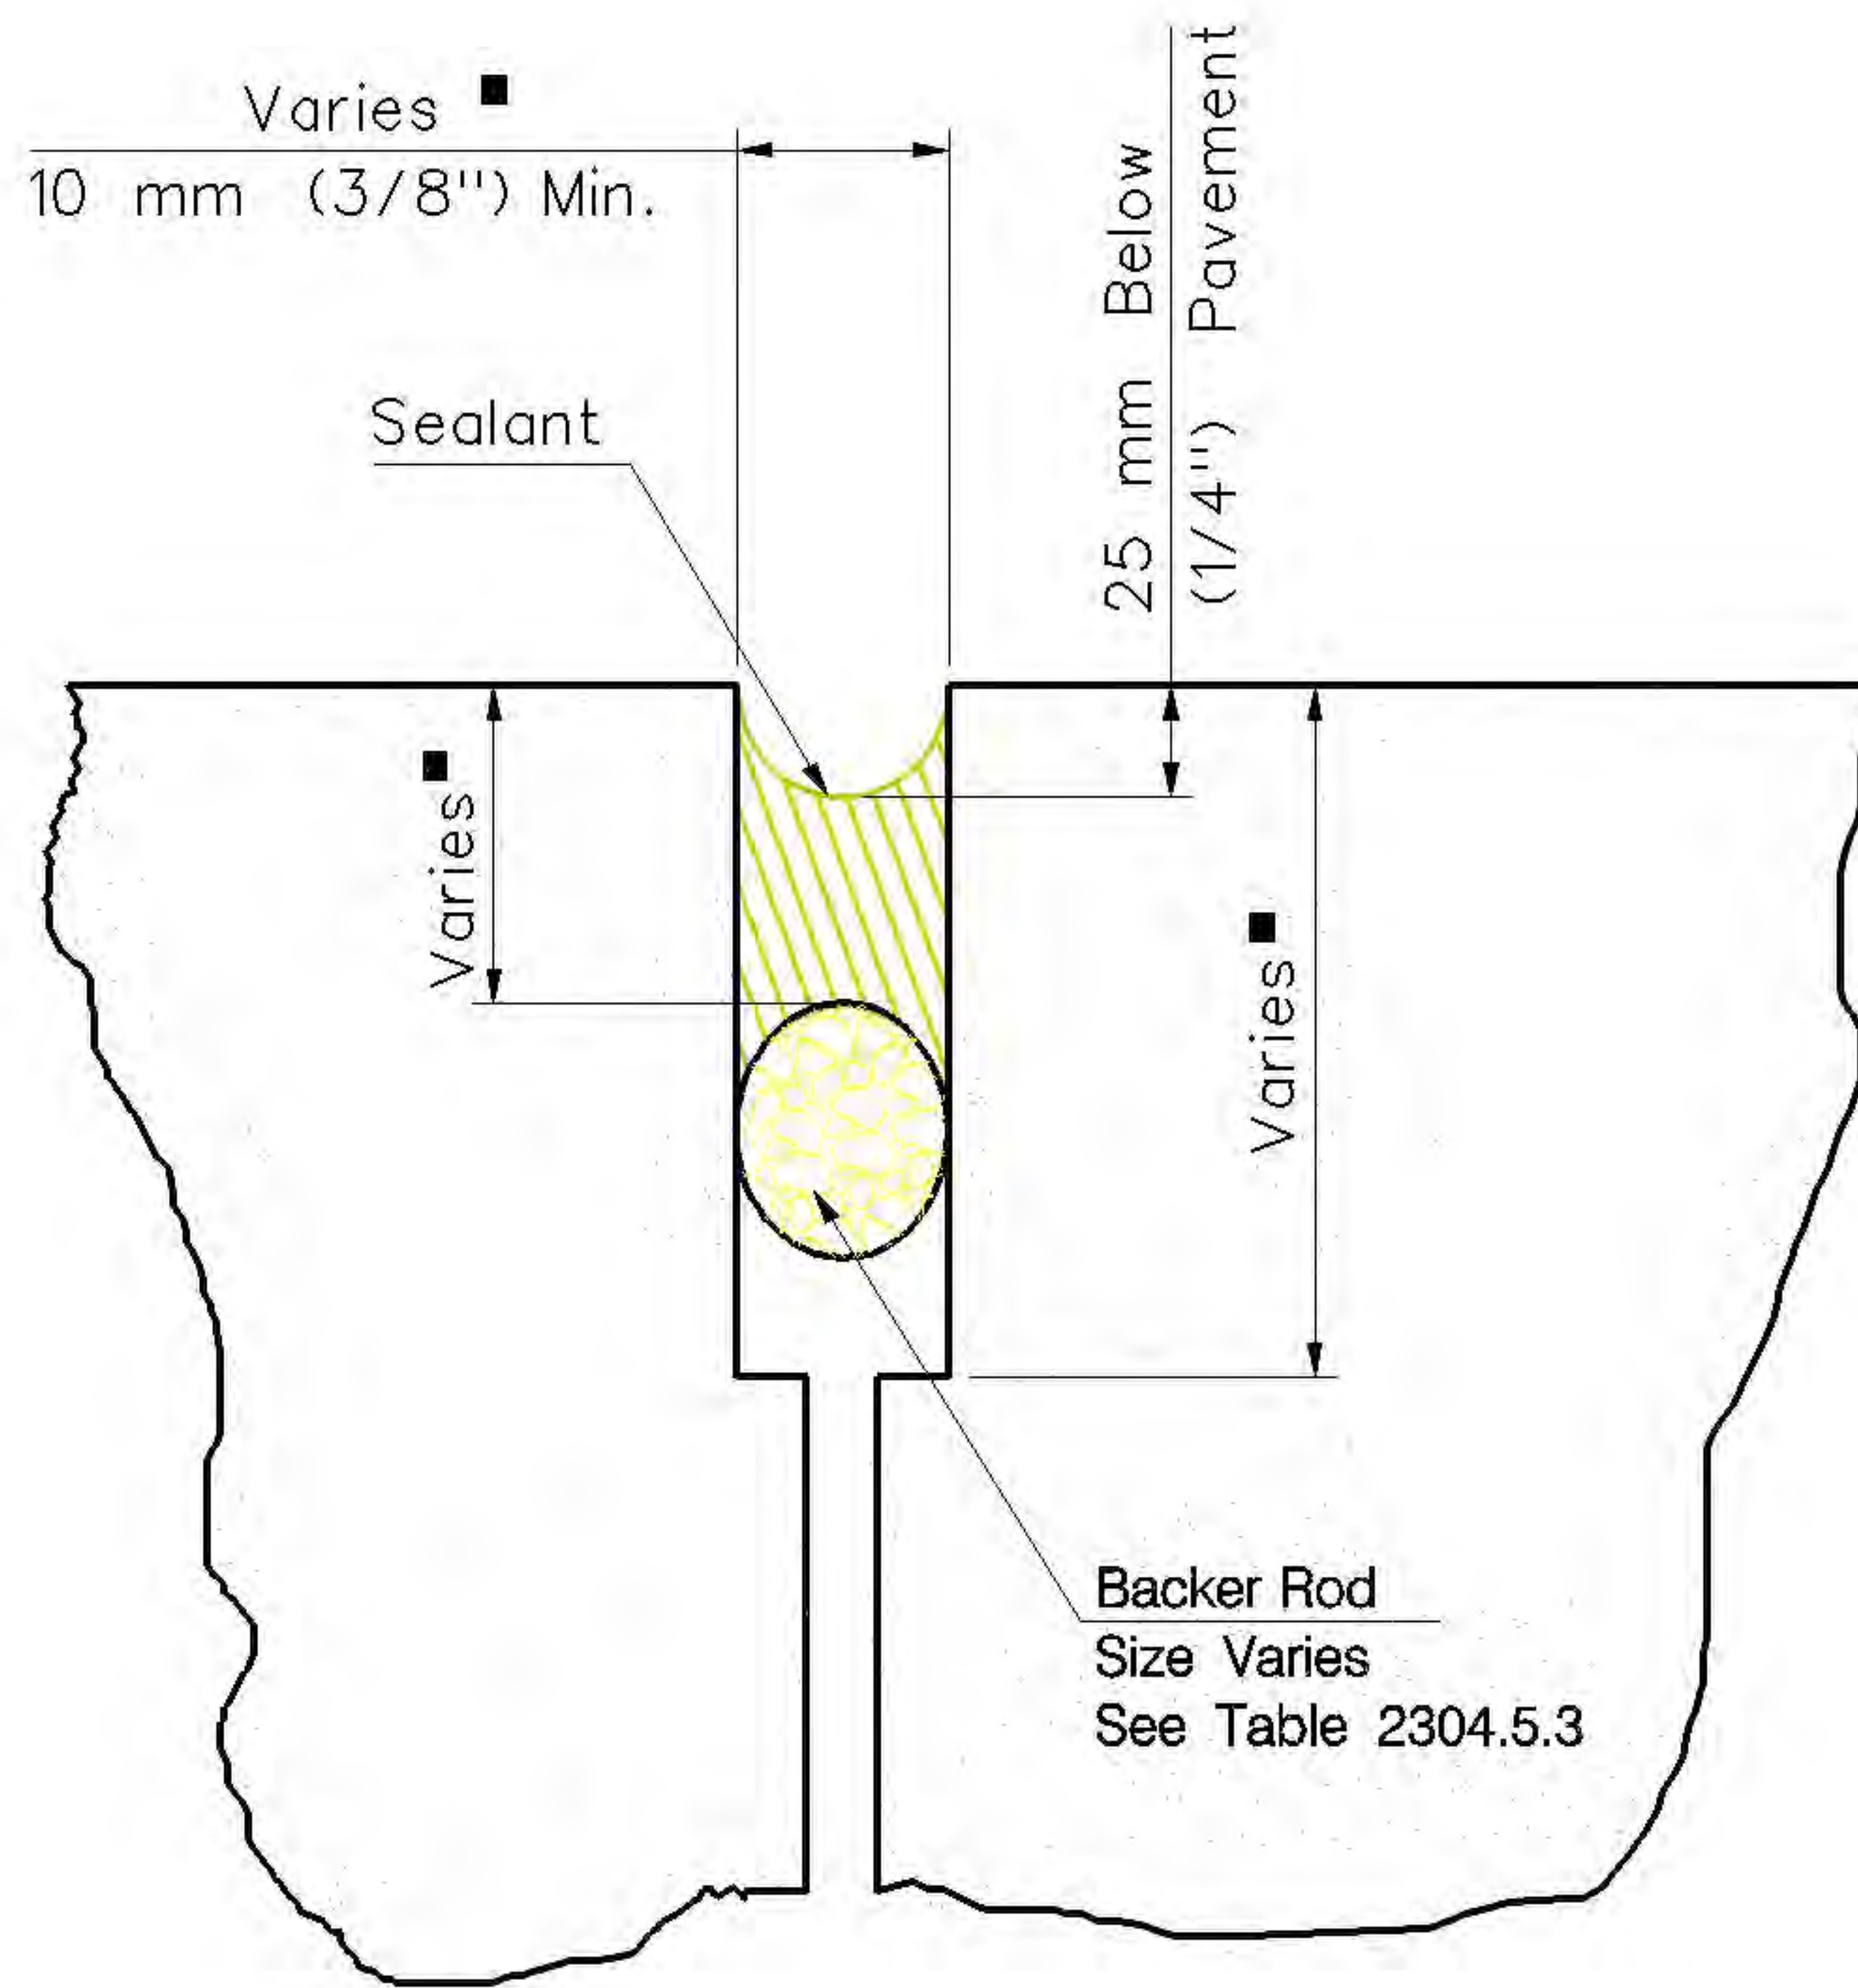 Varies ■
10 mm (3/8") Min.
25 mm Below
(1/4") Pavement
Sealant
Varies ■
Varies ■
Backer Rod
Size Varies
See Table 2304.5.3